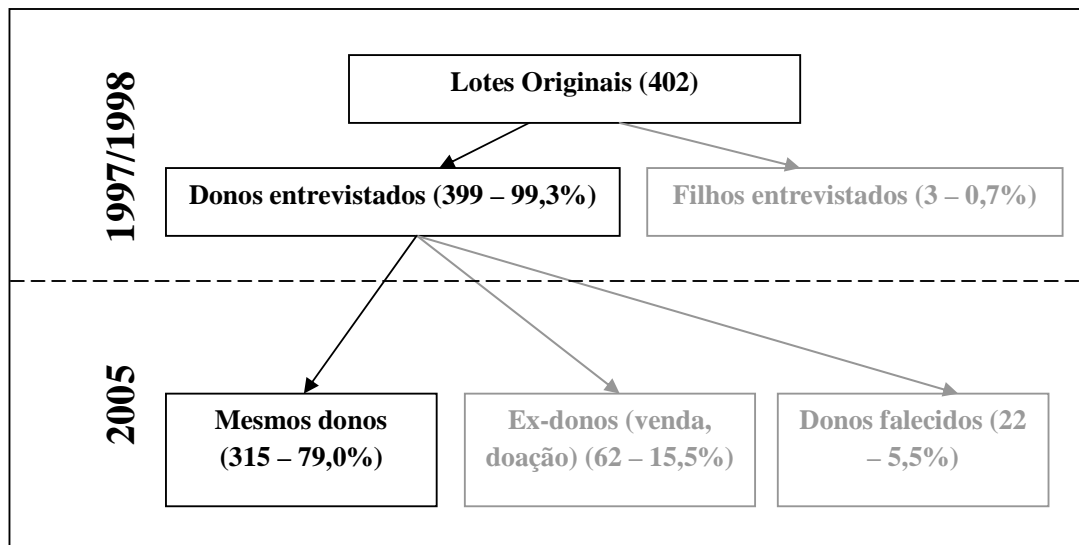 1997/1998
Lotes Originais (402)
Donos entrevistados (399 – 99,3%)
Filhos entrevistados (3 – 0,7%)
2005
Mesmos donos
(315 – 79,0%)
Ex-donos (venda,
doação) (62 – 15,5%)
Donos falecidos (22
– 5,5%)